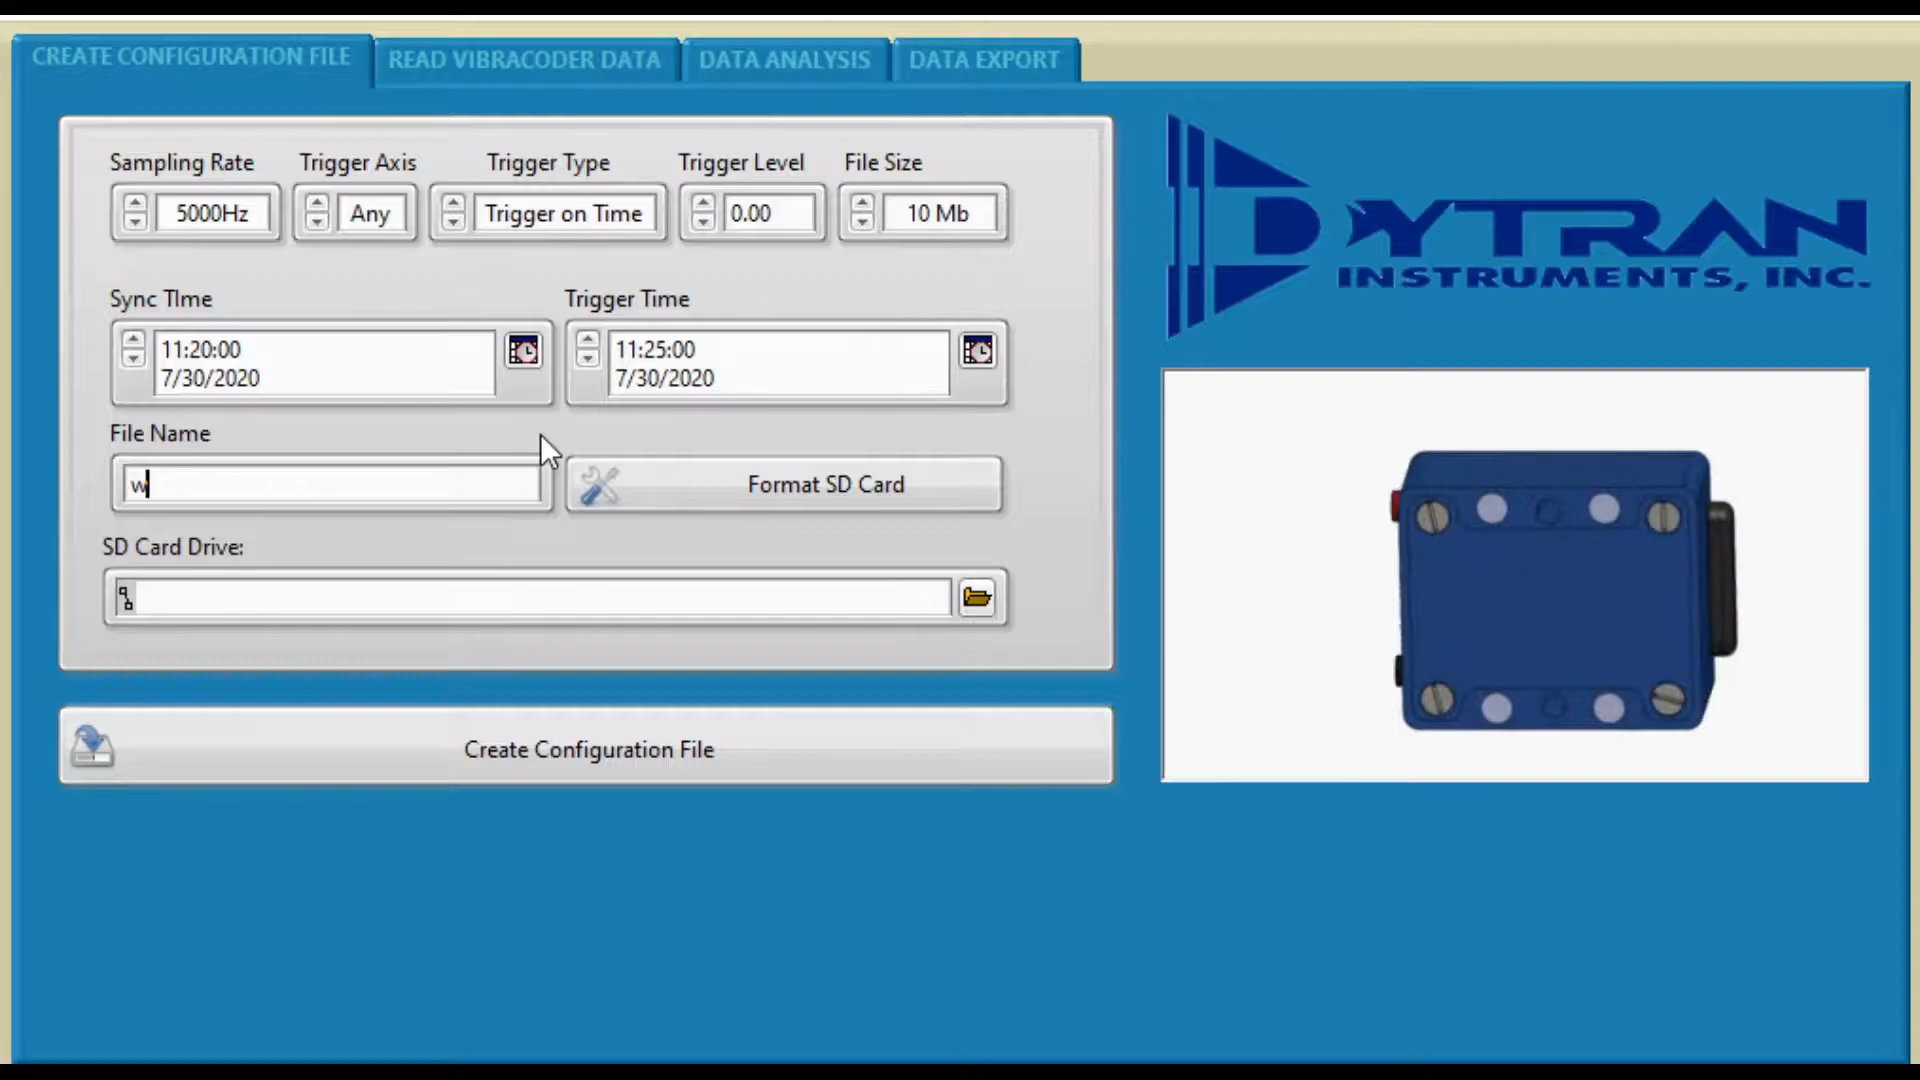 CREATE CONFIGURATION FILE
READ VIBRACODER DATA
DATA ANALYSIS
DATA EXPORT
Sampling Rate
Trigger Axis
Trigger Type
Trigger Level
File Size
5000Hz
Any
Trigger on Time
0.00
10 Mb
Sync TIme
Trigger Time
11:20:00
7/30/2020
11:25:00
7/30/2020
File Name
w
Format SD Card
SD Card Drive:
Create Configuration File
DYTRAN
INSTRUMENTS, INC.